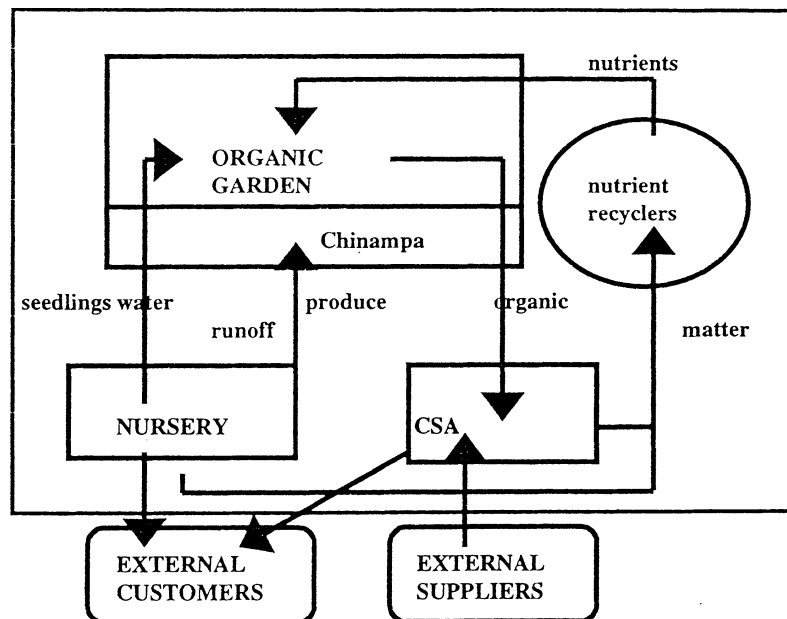 nutrients
ORGANIC
GARDEN
nutrient
recyclers
Chinampa
seedlings water
produce
organic
runoff
matter
NURSERY
CSA
EXTERNAL
CUSTOMERS
EXTERNAL
SUPPLIERS